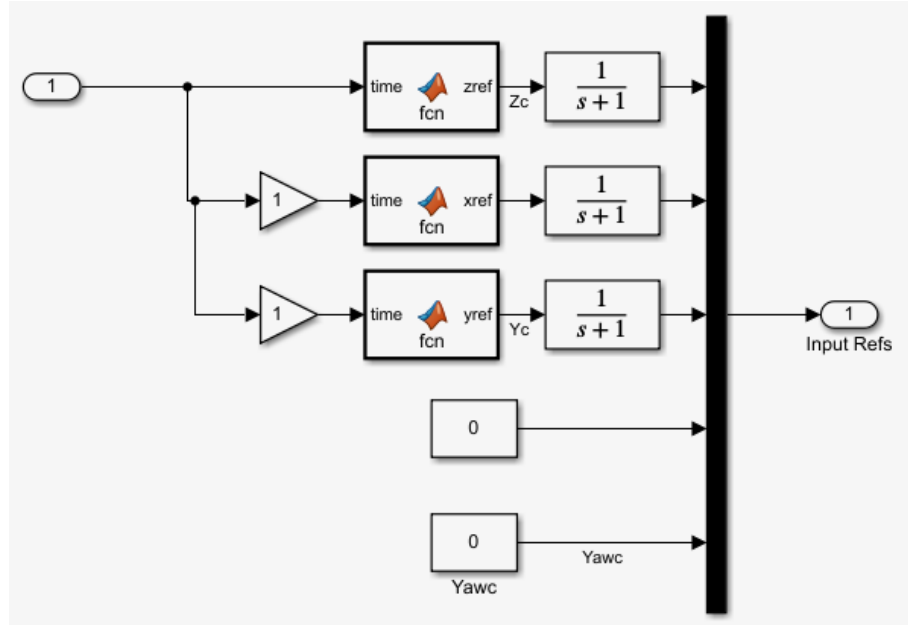 1
time zref
fcn
Zc
1
s + 1
1
time xref
fcn
1
s + 1
1
time yref
fcn
Yc
1
s + 1
1
Input Refs
0
0
Yawc
Yawc